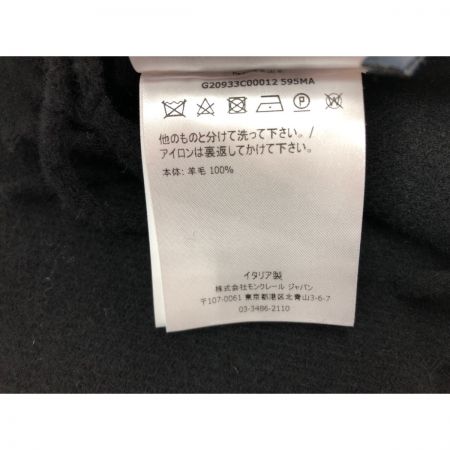 G20933C00012 595MA
P
他のものと分けて洗って下さい。/
アイロンは裏返してかけて下さい。
本体: 羊毛 100%
イタリア製
株式会社モンクレール ジャパン
〒107-0061 東京都港区北青山3-6-7
03-3486-2110